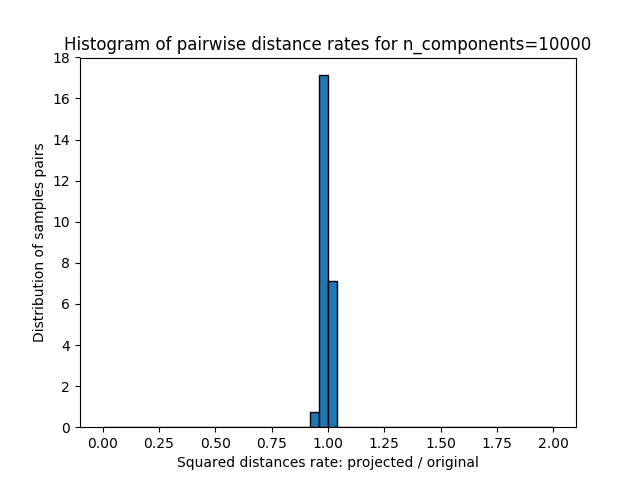 Histogram of pairwise distance rates for n_components=10000
18
16
14
12
10
8
6
4
2
0
Distribution of samples pairs
0.00 0.25 0.50 0.75 1.00 1.25 1.50 1.75 2.00
Squared distances rate: projected / original